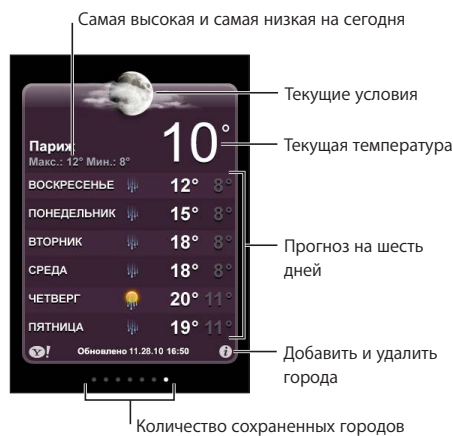 Самая высокая и самая низкая на сегодня
Текущие условия
Париж
Макс.: 12° Мин.: 8°
10°
Текущая температура
ВОСКРЕСЕНЬЕ 12° 8°
ПОНЕДЕЛЬНИК 15° 8°
ВТОРНИК 18° 8°
СРЕДА 18° 8°
ЧЕТВЕРГ 20° 11°
ПЯТНИЦА 19° 11°
Прогноз на шесть
дней
Y! Обновлено 11.28.10 16:50 i
Добавить и удалить
города
Количество сохраненных городов